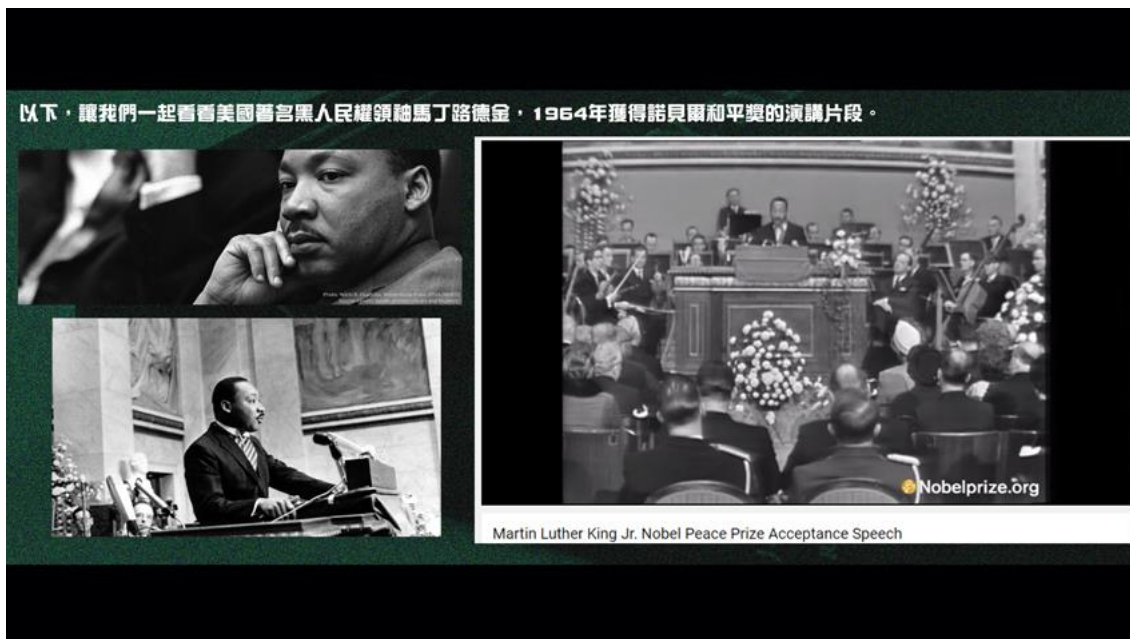 以下，讓我們一起看看美國著名黑人民權領袖馬丁路德金，1964年獲得諾貝爾和平獎的演講片段。
Nobelprize.org
Martin Luther King Jr. Nobel Peace Prize Acceptance Speech